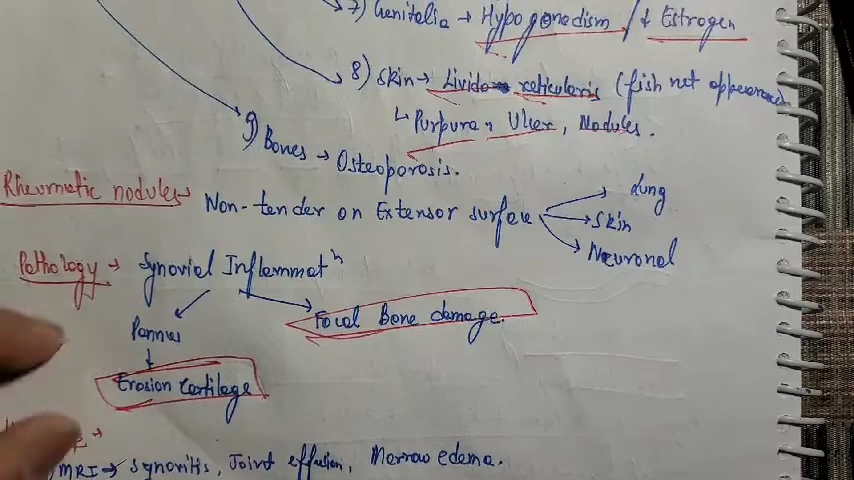 7) Genitalia → Hypogonadism / ↓ Estrogen
8) Skin → Livido reticularis (fish net appearance
↳ Purpura, Ulcer, Nodules.
9) Bones → Osteoporosis.
Rheumatic nodules → Non-tender on Extensor surface → Lung
→ Skin
→ Neuronal
Pathology → Synovial Inflammatⁿ
Pannus
Focal Bone damage.
↓
Erosion Cartilage
MRI → Synovitis, Joint effusion, Marrow edema.